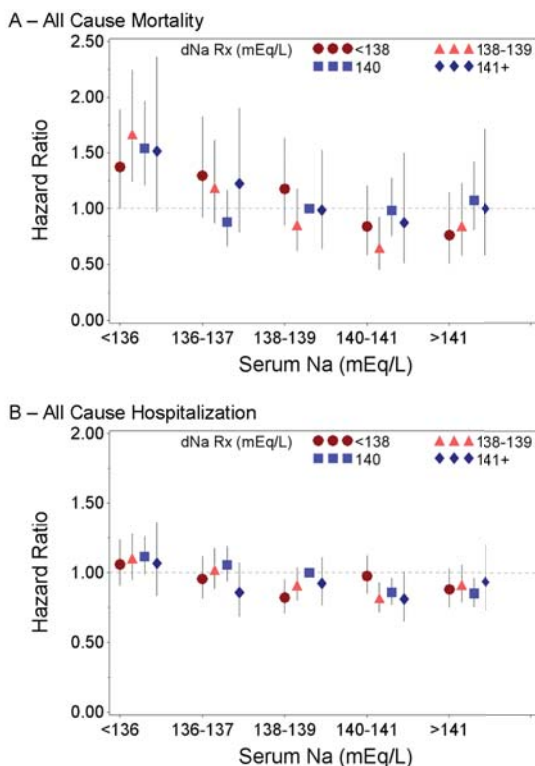 A – All Cause Mortality
dNa Rx (mEq/L) <138 138-139
140 141+
2.50
2.00
1.50
1.00
0.50
0.00
Hazard Ratio
<136 136-137 138-139 140-141 >141
Serum Na (mEq/L)
B – All Cause Hospitalization
dNa Rx (mEq/L) <138 138-139
140 141+
2.00
1.50
1.00
0.50
0.00
Hazard Ratio
<136 136-137 138-139 140-141 >141
Serum Na (mEq/L)